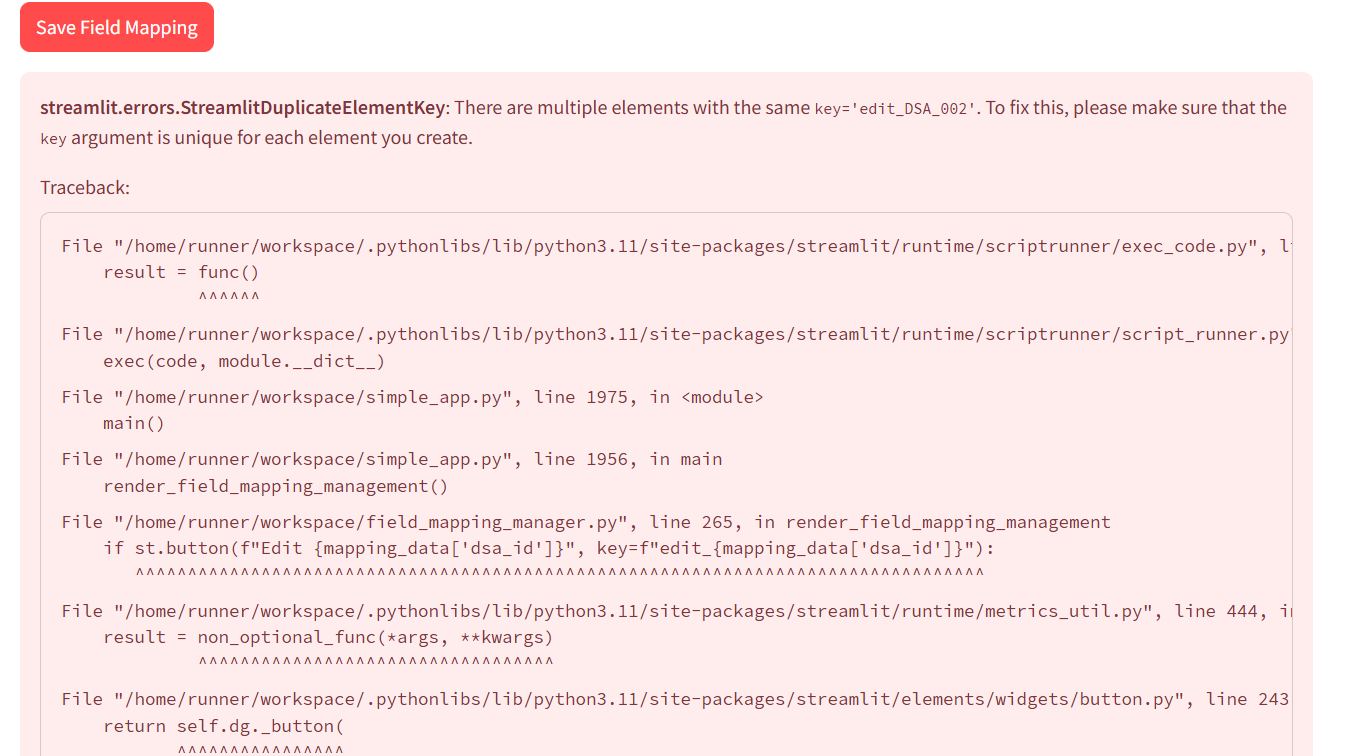 Save Field Mapping
streamlit.errors.StreamlitDuplicateElementKey: There are multiple elements with the same key='edit_DSA_002'. To fix this, please make sure that the
key argument is unique for each element you create.
Traceback:
File "/home/runner/workspace/.pythonlibs/lib/python3.11/site-packages/streamlit/runtime/scriptrunner/exec_code.py",
result = func()
^^^^^^
File "/home/runner/workspace/.pythonlibs/lib/python3.11/site-packages/streamlit/runtime/scriptrunner/script_runner.py
exec(code, module.__dict__)
File "/home/runner/workspace/simple_app.py", line 1975, in <module>
main()
File "/home/runner/workspace/simple_app.py", line 1956, in main
render_field_mapping_management()
File "/home/runner/workspace/field_mapping_manager.py", line 265, in render_field_mapping_management
if st.button(f"Edit {mapping_data['dsa_id']}", key=f"edit_{mapping_data['dsa_id']}"):
^^^^^^^^^^^^^^^^^^^^^^^^^^^^^^^^^^^^^^^^^^^^^^^^^^^^^^^^^^^^^^^^^^^^^^^^^^^^^^^^^
File "/home/runner/workspace/.pythonlibs/lib/python3.11/site-packages/streamlit/runtime/metrics_util.py", line 444,
result = non_optional_func(*args, **kwargs)
^^^^^^^^^^^^^^^^^^^^^^^^^^^^^^^^^^
File "/home/runner/workspace/.pythonlibs/lib/python3.11/site-packages/streamlit/elements/widgets/button.py", line 243
return self.dg._button(
^^^^^^^^^^^^^^^^